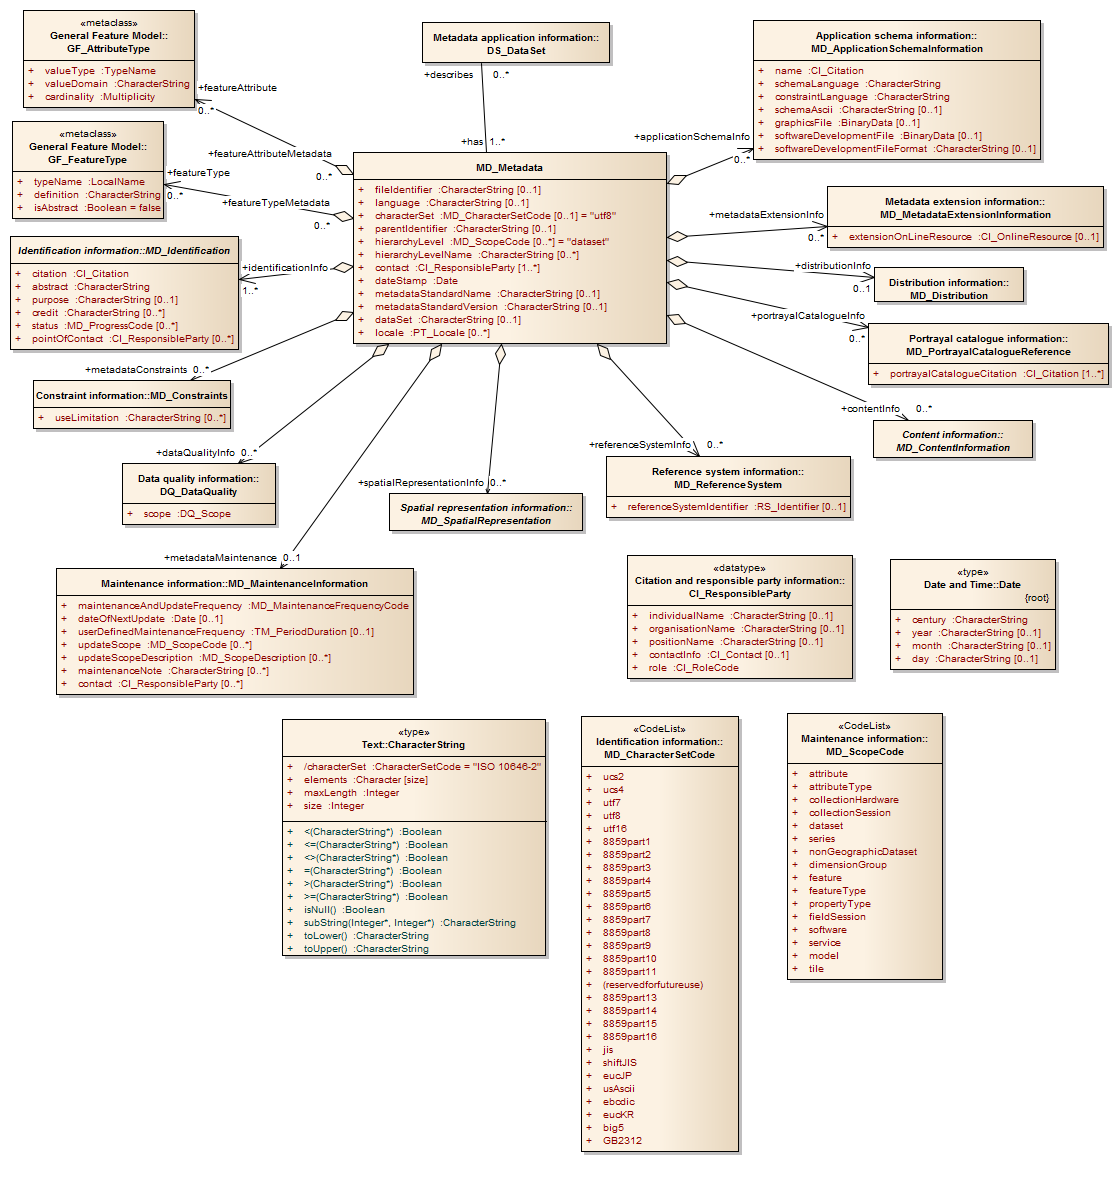 «metaclass»
General Feature Model::
GF_AttributeType
+ valueType :TypeName
+ valueDomain :CharacterString
+ cardinality :Multiplicity
+featureAttribute
0..*
+featureAttributeMetadata
0..*
«metaclass»
General Feature Model::
GF_FeatureType
+ typeName :LocalName
+ definition :CharacterString
+ isAbstract :Boolean = false
+featureType
0..*
+featureTypeMetadata
0..*
Metadata application information::
DS_DataSet
+describes 0..*
+has 1..*
Application schema information::
MD_ApplicationSchemaInformation
+ name :CI_Citation
+ schemaLanguage :CharacterString
+ constraintLanguage :CharacterString
+ schemaAscii :CharacterString [0..1]
+ graphicsFile :BinaryData [0..1]
+ softwareDevelopmentFile :BinaryData [0..1]
+ softwareDevelopmentFileFormat :CharacterString [0..1]
+applicationSchemaInfo
0..*
MD_Metadata
+ fileIdentifier :CharacterString [0..1]
+ language :CharacterString [0..1]
+ characterSet :MD_CharacterSetCode [0..1] = "utf8"
+ parentIdentifier :CharacterString [0..1]
+ hierarchyLevel :MD_ScopeCode [0..*] = "dataset"
+ hierarchyLevelName :CharacterString [0..*]
+ contact :CI_ResponsibleParty [1..*]
+ dateStamp :Date
+ metadataStandardName :CharacterString [0..1]
+ metadataStandardVersion :CharacterString [0..1]
+ dataSet :CharacterString [0..1]
+ locale :PT_Locale [0..*]
Metadata extension information::
MD_MetadataExtensionInformation
+ extensionOnLineResource :CI_OnlineResource [0..1]
+metadataExtensionInfo
0..*
Identification information::MD_Identification
+ citation :CI_Citation
+ abstract :CharacterString
+ purpose :CharacterString [0..1]
+ credit :CharacterString [0..*]
+ status :MD_ProgressCode [0..*]
+ pointOfContact :CI_ResponsibleParty [0..*]
+identificationInfo
1..*
+distributionInfo
0..1
Distribution information::
MD_Distribution
+portrayalCatalogueInfo
0..*
Portrayal catalogue information::
MD_PortrayalCatalogueReference
+ portrayalCatalogueCitation :CI_Citation [1..*]
+metadataConstraints 0..*
Constraint information::MD_Constraints
+ useLimitation :CharacterString [0..*]
+contentInfo 0..*
Content information::
MD_ContentInformation
+dataQualityInfo 0..*
Data quality information::
DQ_DataQuality
+ scope :DQ_Scope
+spatialRepresentationInfo 0..*
Spatial representation information::
MD_SpatialRepresentation
+referenceSystemInfo 0..*
Reference system information::
MD_ReferenceSystem
+ referenceSystemIdentifier :RS_Identifier [0..1]
+metadataMaintenance 0..1
Maintenance information::MD_MaintenanceInformation
+ maintenanceAndUpdateFrequency :MD_MaintenanceFrequencyCode
+ dateOfNextUpdate :Date [0..1]
+ userDefinedMaintenanceFrequency :TM_PeriodDuration [0..1]
+ updateScope :MD_ScopeCode [0..*]
+ updateScopeDescription :MD_ScopeDescription [0..*]
+ maintenanceNote :CharacterString [0..*]
+ contact :CI_ResponsibleParty [0..*]
«datatype»
Citation and responsible party information::
CI_ResponsibleParty
+ individualName :CharacterString [0..1]
+ organisationName :CharacterString [0..1]
+ positionName :CharacterString [0..1]
+ contactInfo :CI_Contact [0..1]
+ role :CI_RoleCode
«type»
Date and Time::Date
{root}
+ century :CharacterString
+ year :CharacterString [0..1]
+ month :CharacterString [0..1]
+ day :CharacterString [0..1]
«type»
Text::CharacterString
+ /characterSet :CharacterSetCode = "ISO 10646-2"
+ elements :Character [size]
+ maxLength :Integer
+ size :Integer
+ <(CharacterString*) :Boolean
+ <=(CharacterString*) :Boolean
+ <>(CharacterString*) :Boolean
+ =(CharacterString*) :Boolean
+ >(CharacterString*) :Boolean
+ >=(CharacterString*) :Boolean
+ isNull() :Boolean
+ subString(Integer*, Integer*) :CharacterString
+ toLower() :CharacterString
+ toUpper() :CharacterString
«CodeList»
Identification information::
MD_CharacterSetCode
+ ucs2
+ ucs4
+ utf7
+ utf8
+ utf16
+ 8859part1
+ 8859part2
+ 8859part3
+ 8859part4
+ 8859part5
+ 8859part6
+ 8859part7
+ 8859part8
+ 8859part9
+ 8859part10
+ 8859part11
+ (reservedforfutureuse)
+ 8859part13
+ 8859part14
+ 8859part15
+ 8859part16
+ jis
+ shiftJIS
+ eucJP
+ usAscii
+ ebcdic
+ eucKR
+ big5
+ GB2312
«CodeList»
Maintenance information::
MD_ScopeCode
+ attribute
+ attributeType
+ collectionHardware
+ collectionSession
+ dataset
+ series
+ nonGeographicDataset
+ dimensionGroup
+ feature
+ featureType
+ propertyType
+ fieldSession
+ software
+ service
+ model
+ tile